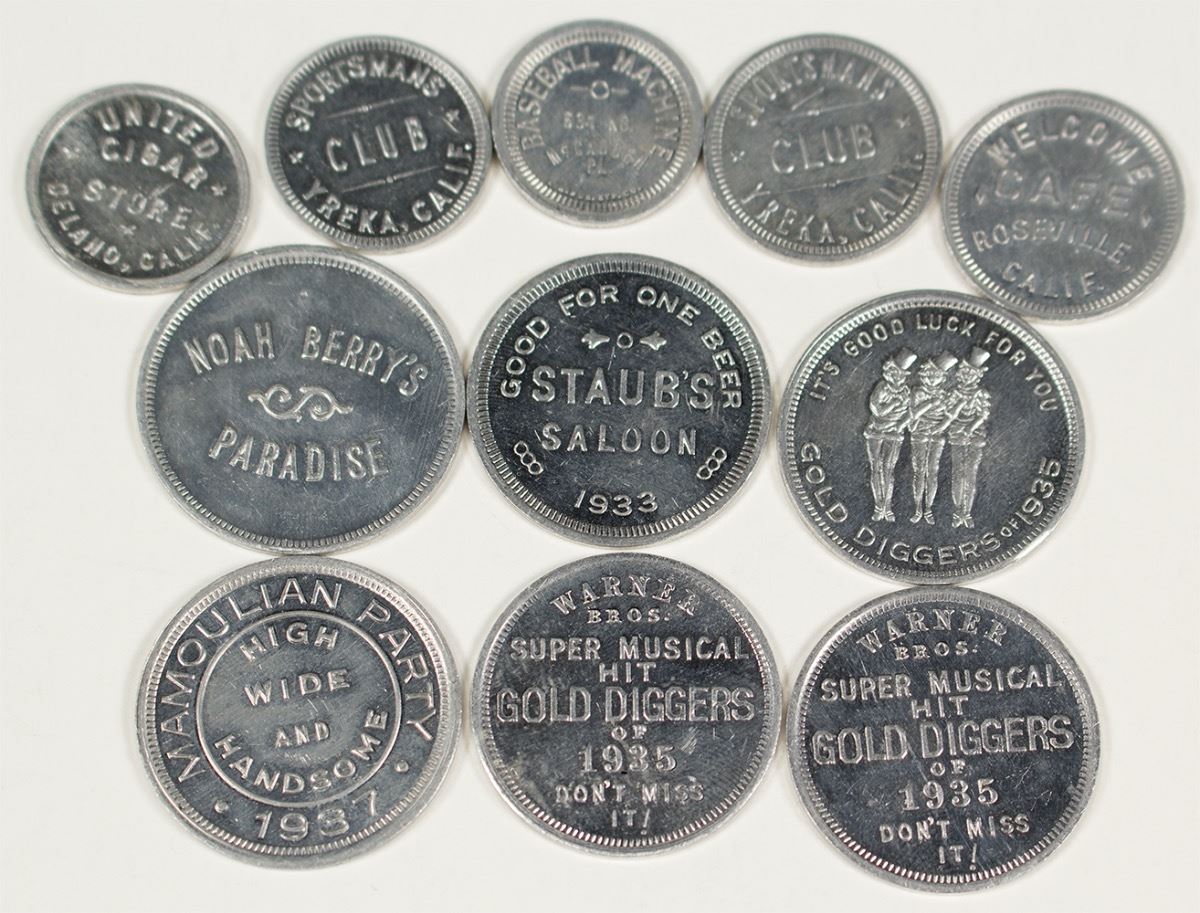 UNITED
CIGAR
STORE
DELANO, CALIF.
SPORTSMANS
CLUB
YREKA, CALIF.
BASEBALL MACHINE
SPORTSMANS
CLUB
YREKA, CALIF.
WELCOME
CAFE
ROSEVILLE
CALIF.
NOAH BERRY'S
PARADISE
GOOD FOR ONE BEER
STAUB'S
SALOON
1933
IT'S GOOD LUCK FOR YOU
GOLD DIGGERS OF 1935
MAMOULIAN PARTY
HIGH
WIDE
AND
HANDSOME
1937
WARNER
BROS.
SUPER MUSICAL
HIT
GOLD DIGGERS
OF
1935
DON'T MISS
IT!
WARNER
BROS.
SUPER MUSICAL
HIT
GOLD DIGGERS
OF
1935
DON'T MISS
IT!